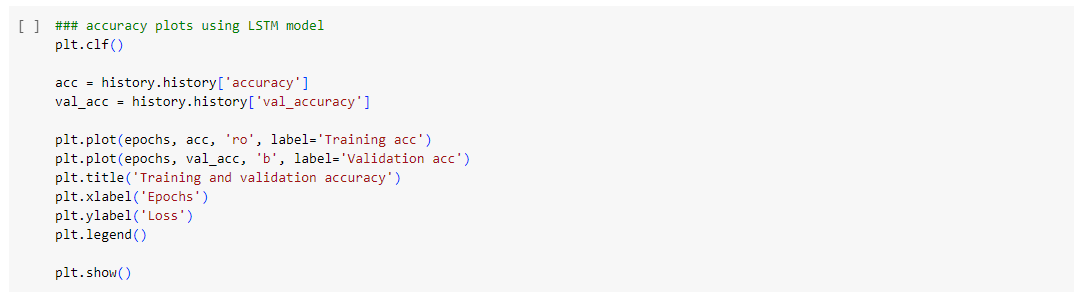 [ ] ### accuracy plots using LSTM model
plt.clf()
acc = history.history['accuracy']
val_acc = history.history['val_accuracy']
plt.plot(epochs, acc, 'ro', label='Training acc')
plt.plot(epochs, val_acc, 'b', label='Validation acc')
plt.title('Training and validation accuracy')
plt.xlabel('Epochs')
plt.ylabel('Loss')
plt.legend()
plt.show()